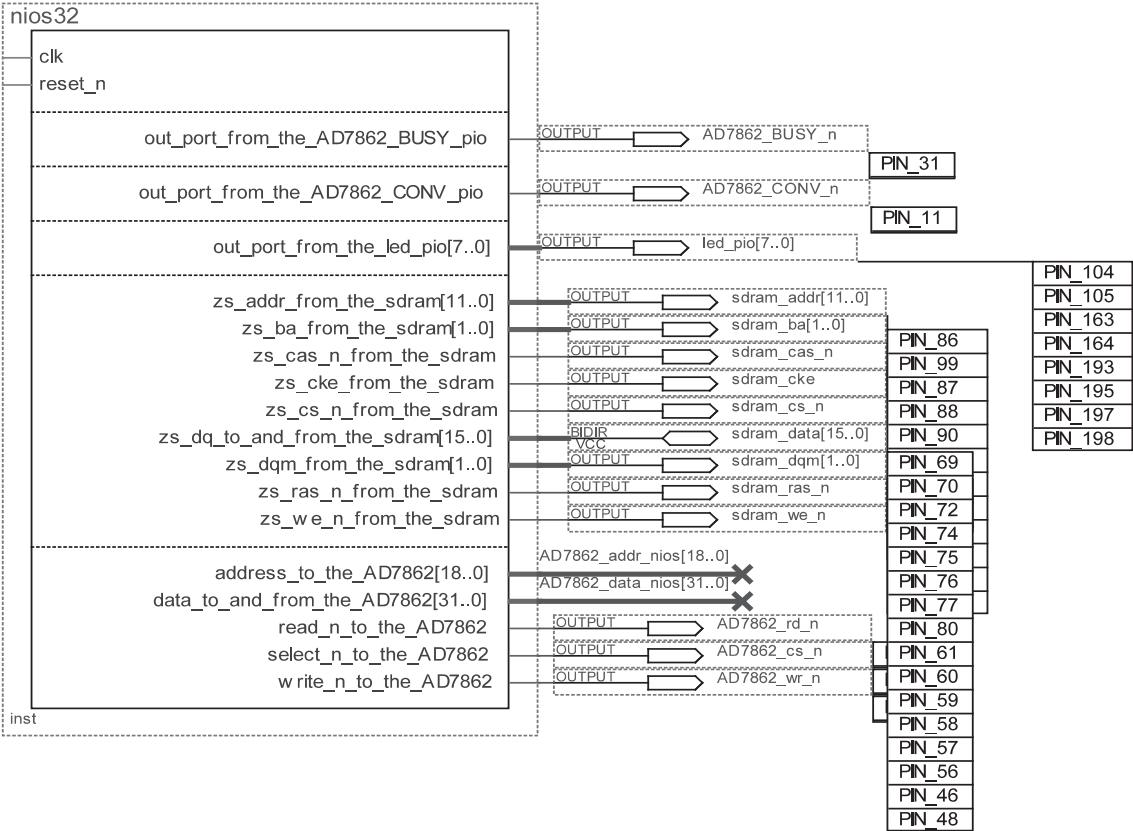 nios32
clk
reset_n
out_port_from_the_AD7862_BUSY_pio
OUTPUT
AD7862_BUSY_n
PIN_31
out_port_from_the_AD7862_CONV_pio
OUTPUT
AD7862_CONV_n
PIN_11
out_port_from_the_led_pio[7..0]
OUTPUT
led_pio[7..0]
PIN_104
PIN_105
PIN_163
PIN_164
PIN_193
PIN_195
PIN_197
PIN_198
zs_addr_from_the_sdram[11..0]
OUTPUT
sdram_addr[11..0]
zs_ba_from_the_sdram[1..0]
OUTPUT
sdram_ba[1..0]
zs_cas_n_from_the_sdram
OUTPUT
sdram_cas_n
zs_cke_from_the_sdram
OUTPUT
sdram_cke
zs_cs_n_from_the_sdram
OUTPUT
sdram_cs_n
zs_dq_to_and_from_the_sdram[15..0]
BIDIR
VCC
sdram_data[15..0]
zs_dqm_from_the_sdram[1..0]
OUTPUT
sdram_dqm[1..0]
zs_ras_n_from_the_sdram
OUTPUT
sdram_ras_n
zs_we_n_from_the_sdram
OUTPUT
sdram_we_n
PIN_86
PIN_99
PIN_87
PIN_88
PIN_90
PIN_69
PIN_70
PIN_72
PIN_74
PIN_75
PIN_76
PIN_77
PIN_80
PIN_61
PIN_60
PIN_59
PIN_58
PIN_57
PIN_56
PIN_46
PIN_48
address_to_the_AD7862[18..0]
AD7862_addr_nios[18..0]
data_to_and_from_the_AD7862[31..0]
AD7862_data_nios[31..0]
read_n_to_the_AD7862
OUTPUT
AD7862_rd_n
select_n_to_the_AD7862
OUTPUT
AD7862_cs_n
write_n_to_the_AD7862
OUTPUT
AD7862_wr_n
inst